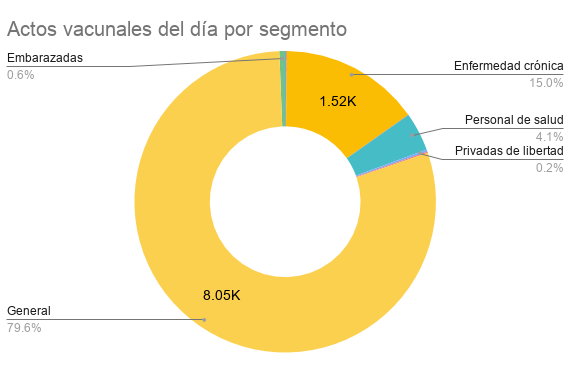 Actos vacunales del día por segmento
Embarazadas
0.6%
Enfermedad crónica
15.0%
1.52K
Personal de salud
4.1%
Privadas de libertad
0.2%
8.05K
General
79.6%